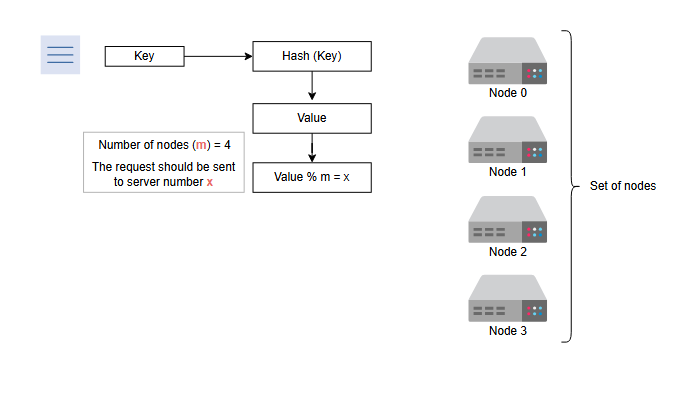 Key
Hash (Key)
Value
Number of nodes (m) = 4
The request should be sent
to server number x
Value % m = x
Node 0
Node 1
Node 2
Node 3
Set of nodes